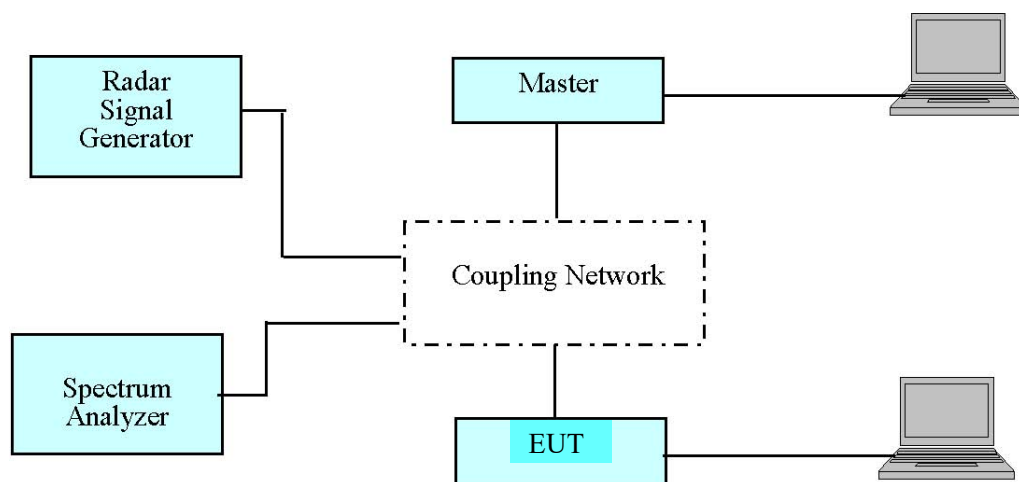 Radar
Signal
Generator
Master
Coupling Network
Spectrum
Analyzer
EUT